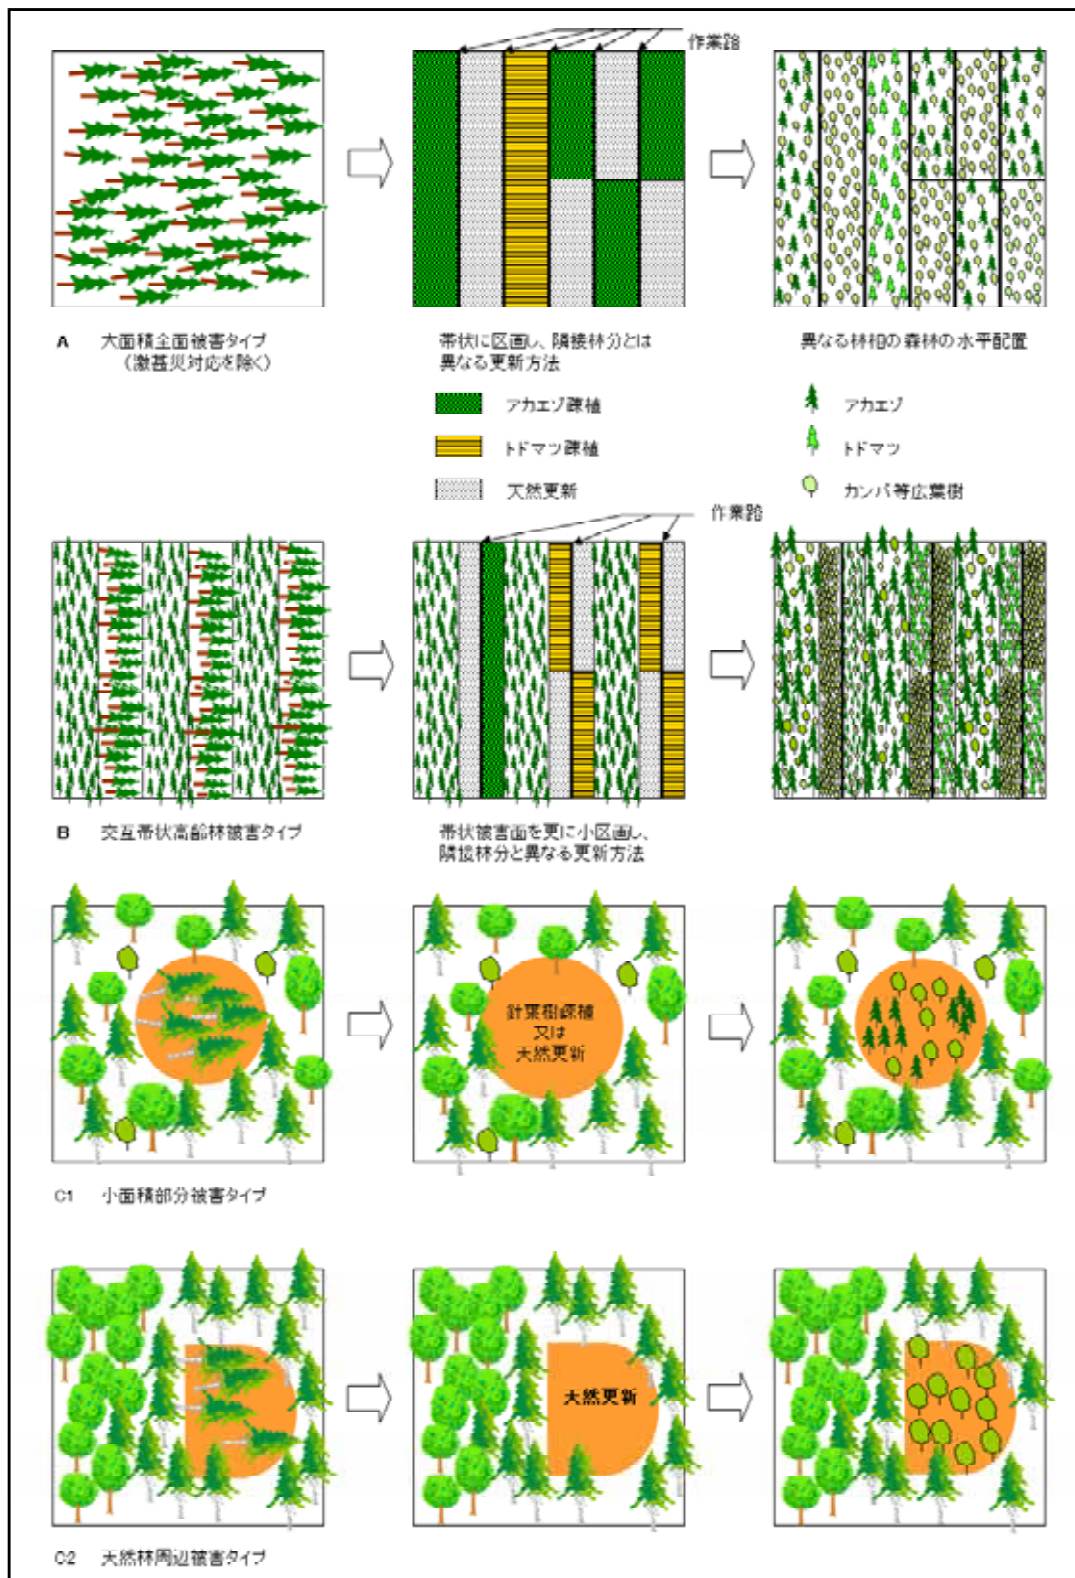 作業路
A 大面積全面被害タイプ
（激甚災対応を除く）
帯状に区画し、隣接林分とは
異なる更新方法
異なる林相の森林の水平配置
アカエゾ疎植
トドマツ疎植
天然更新
アカエゾ
トドマツ
カンバ等広葉樹
作業路
B 交互帯状高齢林被害タイプ
帯状被害面を更に小区画し、
隣接林分と異なる更新方法
針葉樹疎植
又は
天然更新
C1 小面積部分被害タイプ
天然更新
C2 天然林周辺被害タイプ